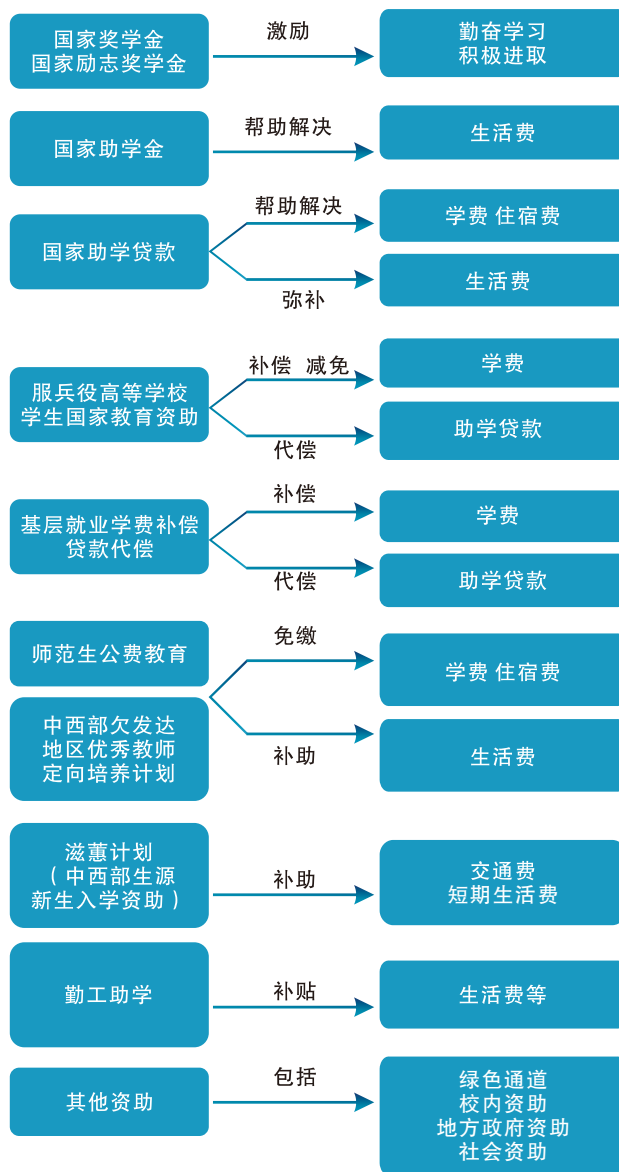 国家奖学金
国家励志奖学金
激励
勤奋学习
积极进取
国家助学金
帮助解决
生活费
国家助学贷款
帮助解决
学费 住宿费
弥补
生活费
服兵役高等学校
学生国家教育资助
补偿 减免
学费
代偿
助学贷款
基层就业学费补偿
贷款代偿
补偿
学费
代偿
助学贷款
师范生公费教育
中西部欠发达
地区优秀教师
定向培养计划
免缴
学费 住宿费
补助
生活费
滋蕙计划
(中西部生源
新生入学资助)
补助
交通费
短期生活费
勤工助学
补贴
生活费等
其他资助
包括
绿色通道
校内资助
地方政府资助
社会资助